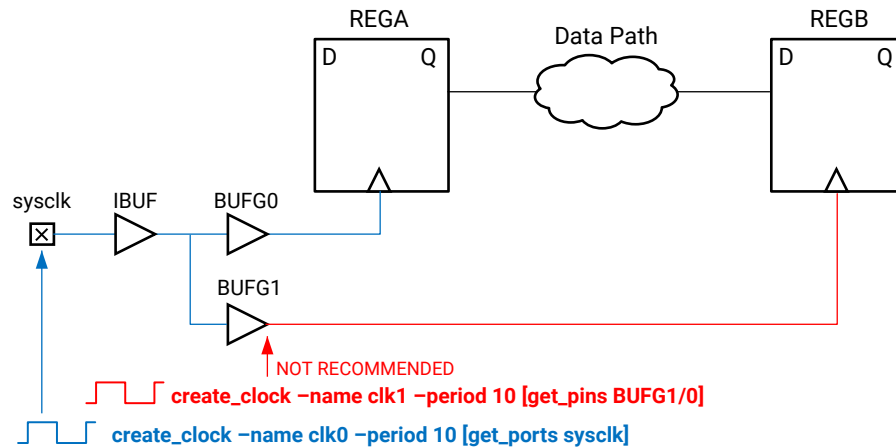 REGA
REGB
Data Path
D
Q
D
Q
sysclk
IBUF
BUFG0
BUFG1
NOT RECOMMENDED
create_clock –name clk1 –period 10 [get_pins BUFG1/0]
create_clock –name clk0 –period 10 [get_ports sysclk]